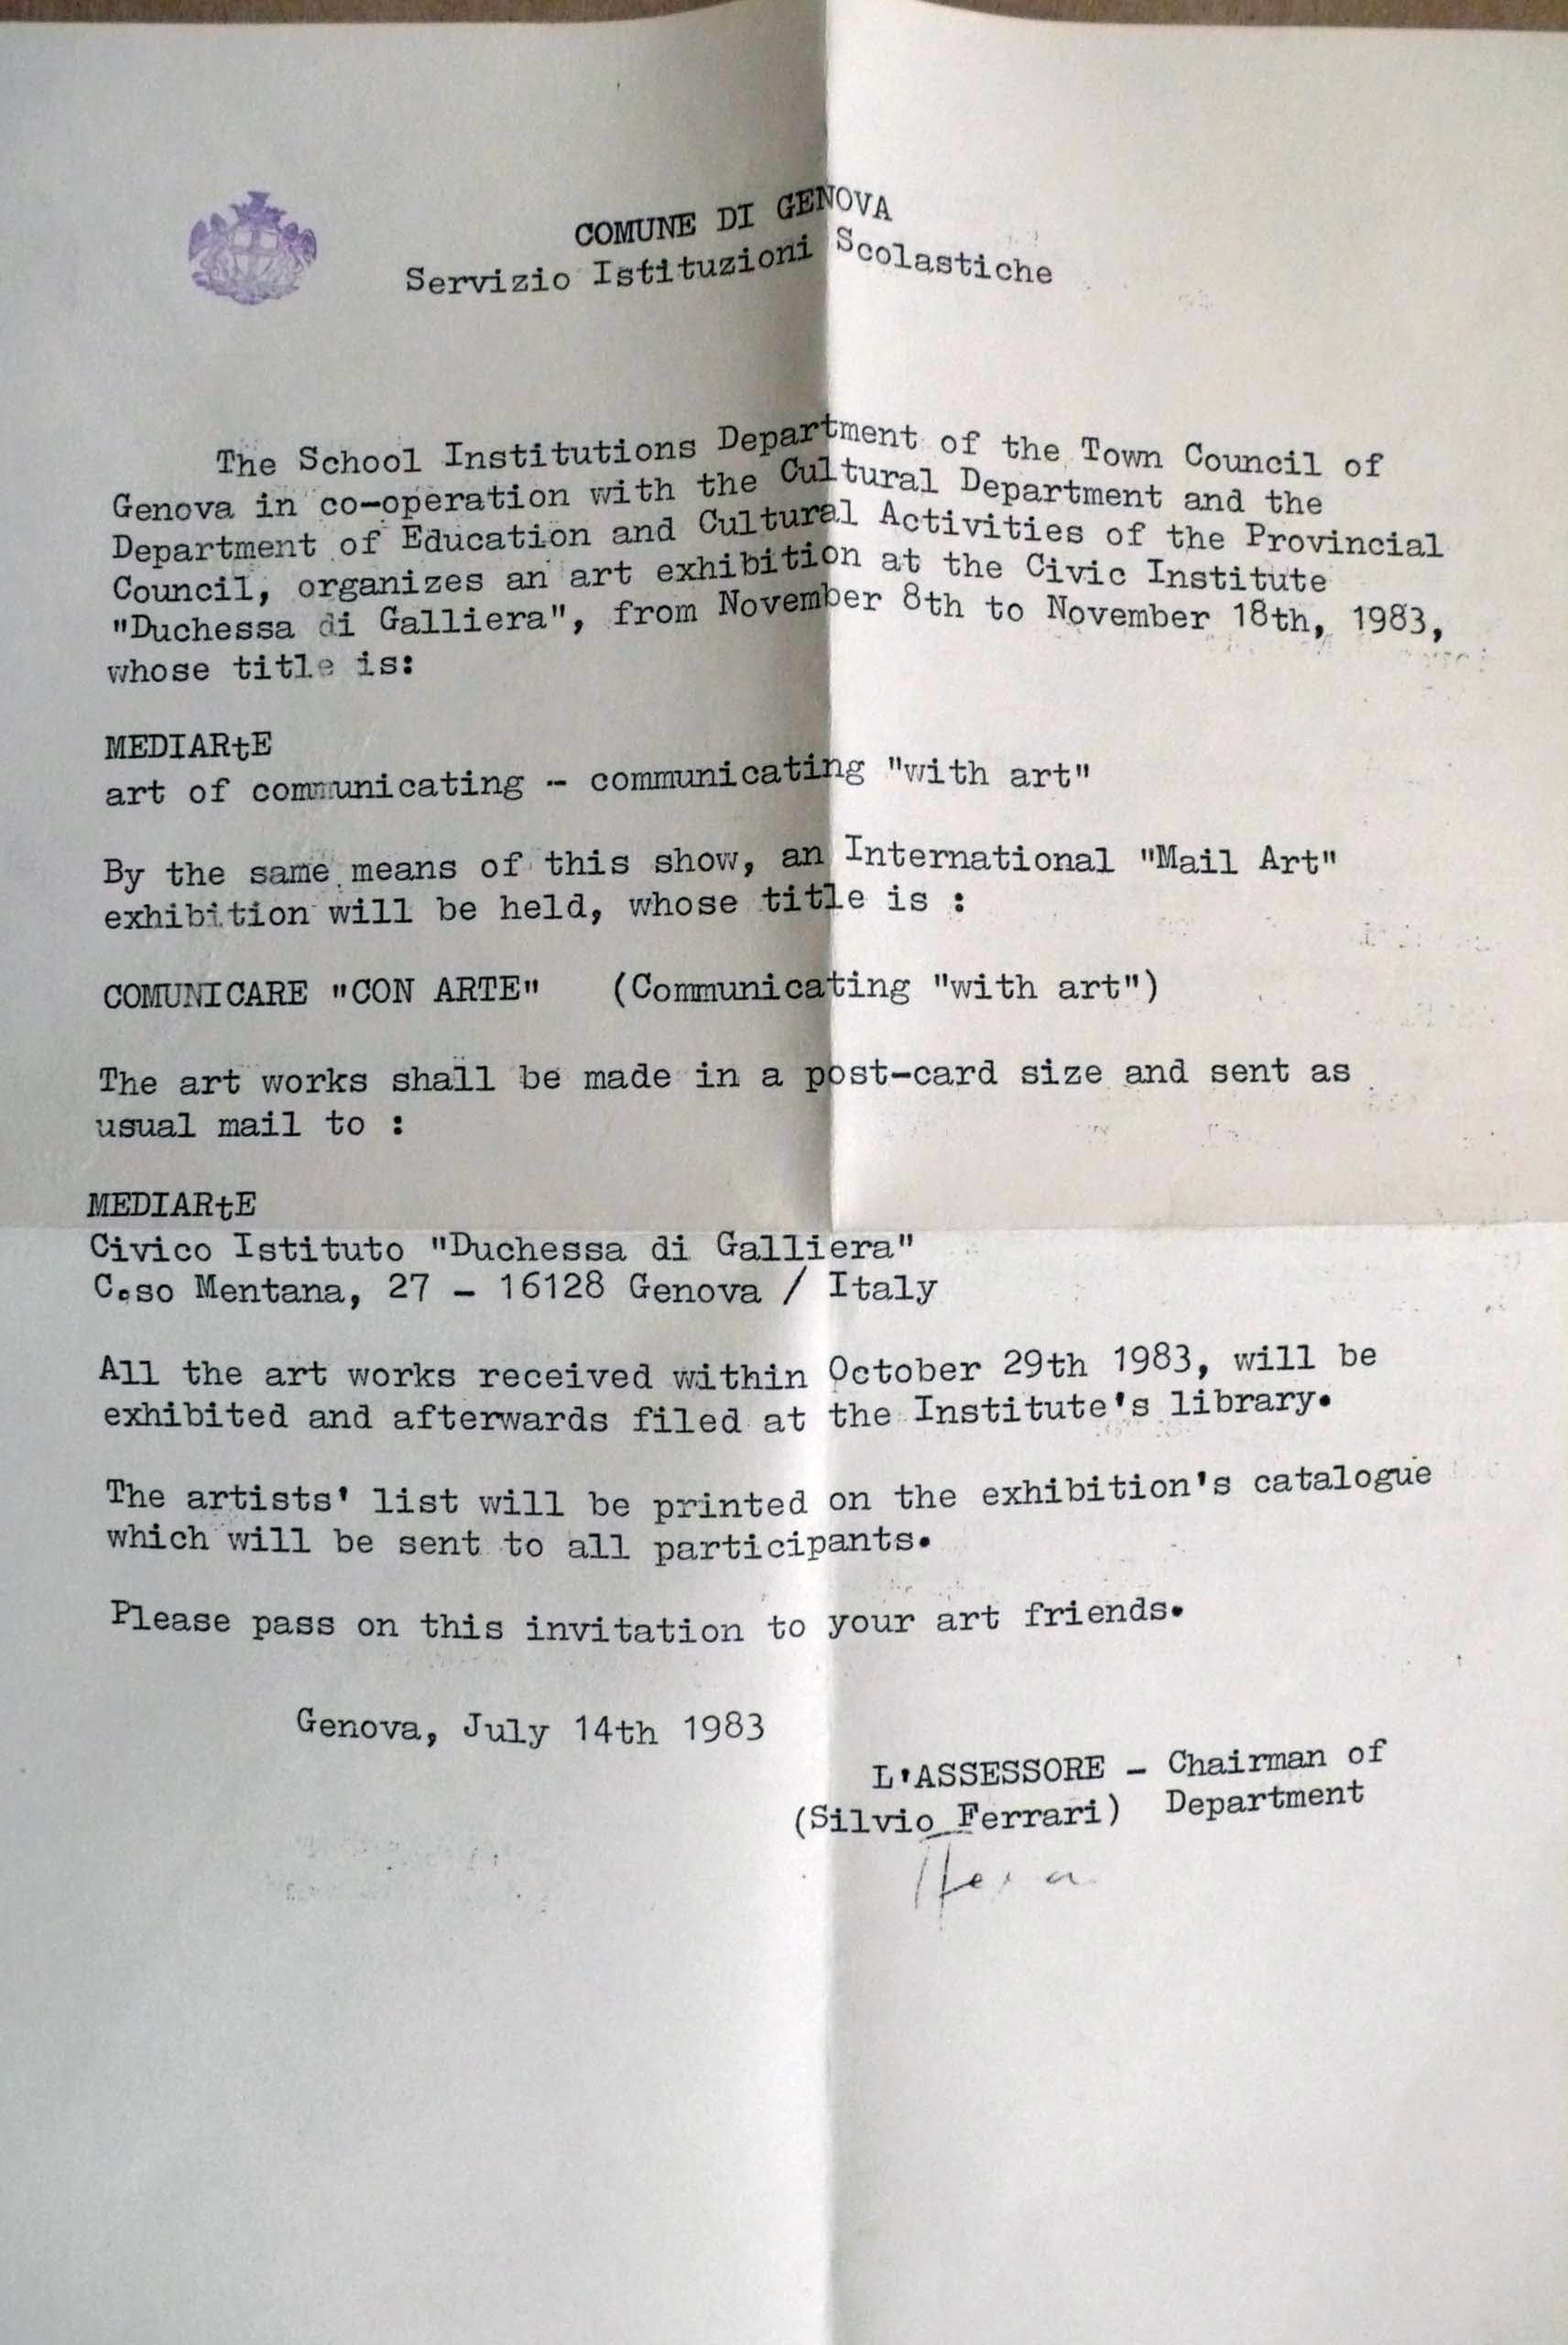 COMUNE DI GENOVA
Servizio Istituzioni Scolastiche
The School Institutions Department of the Town Council of
Genova in co-operation with the Cultural Department and the
Department of Education and Cultural Activities of the Provincial
Council, organizes an art exhibition at the Civic Institute
"Duchessa di Galliera", from November 8th to November 18th, 1983,
whose title is:
MEDIARtE
art of communicating - communicating "with art"
By the same means of this show, an International "Mail Art"
exhibition will be held, whose title is :
COMUNICARE "CON ARTE" (Communicating "with art")
The art works shall be made in a post-card size and sent as
usual mail to :
MEDIARtE
Civico Istituto "Duchessa di Galliera"
C.so Mentana, 27 - 16128 Genova / Italy
All the art works received within October 29th 1983, will be
exhibited and afterwards filed at the Institute's library.
The artists' list will be printed on the exhibition's catalogue
which will be sent to all participants.
Please pass on this invitation to your art friends.
Genova, July 14th 1983
L'ASSESSORE - Chairman of
(Silvio Ferrari) Department